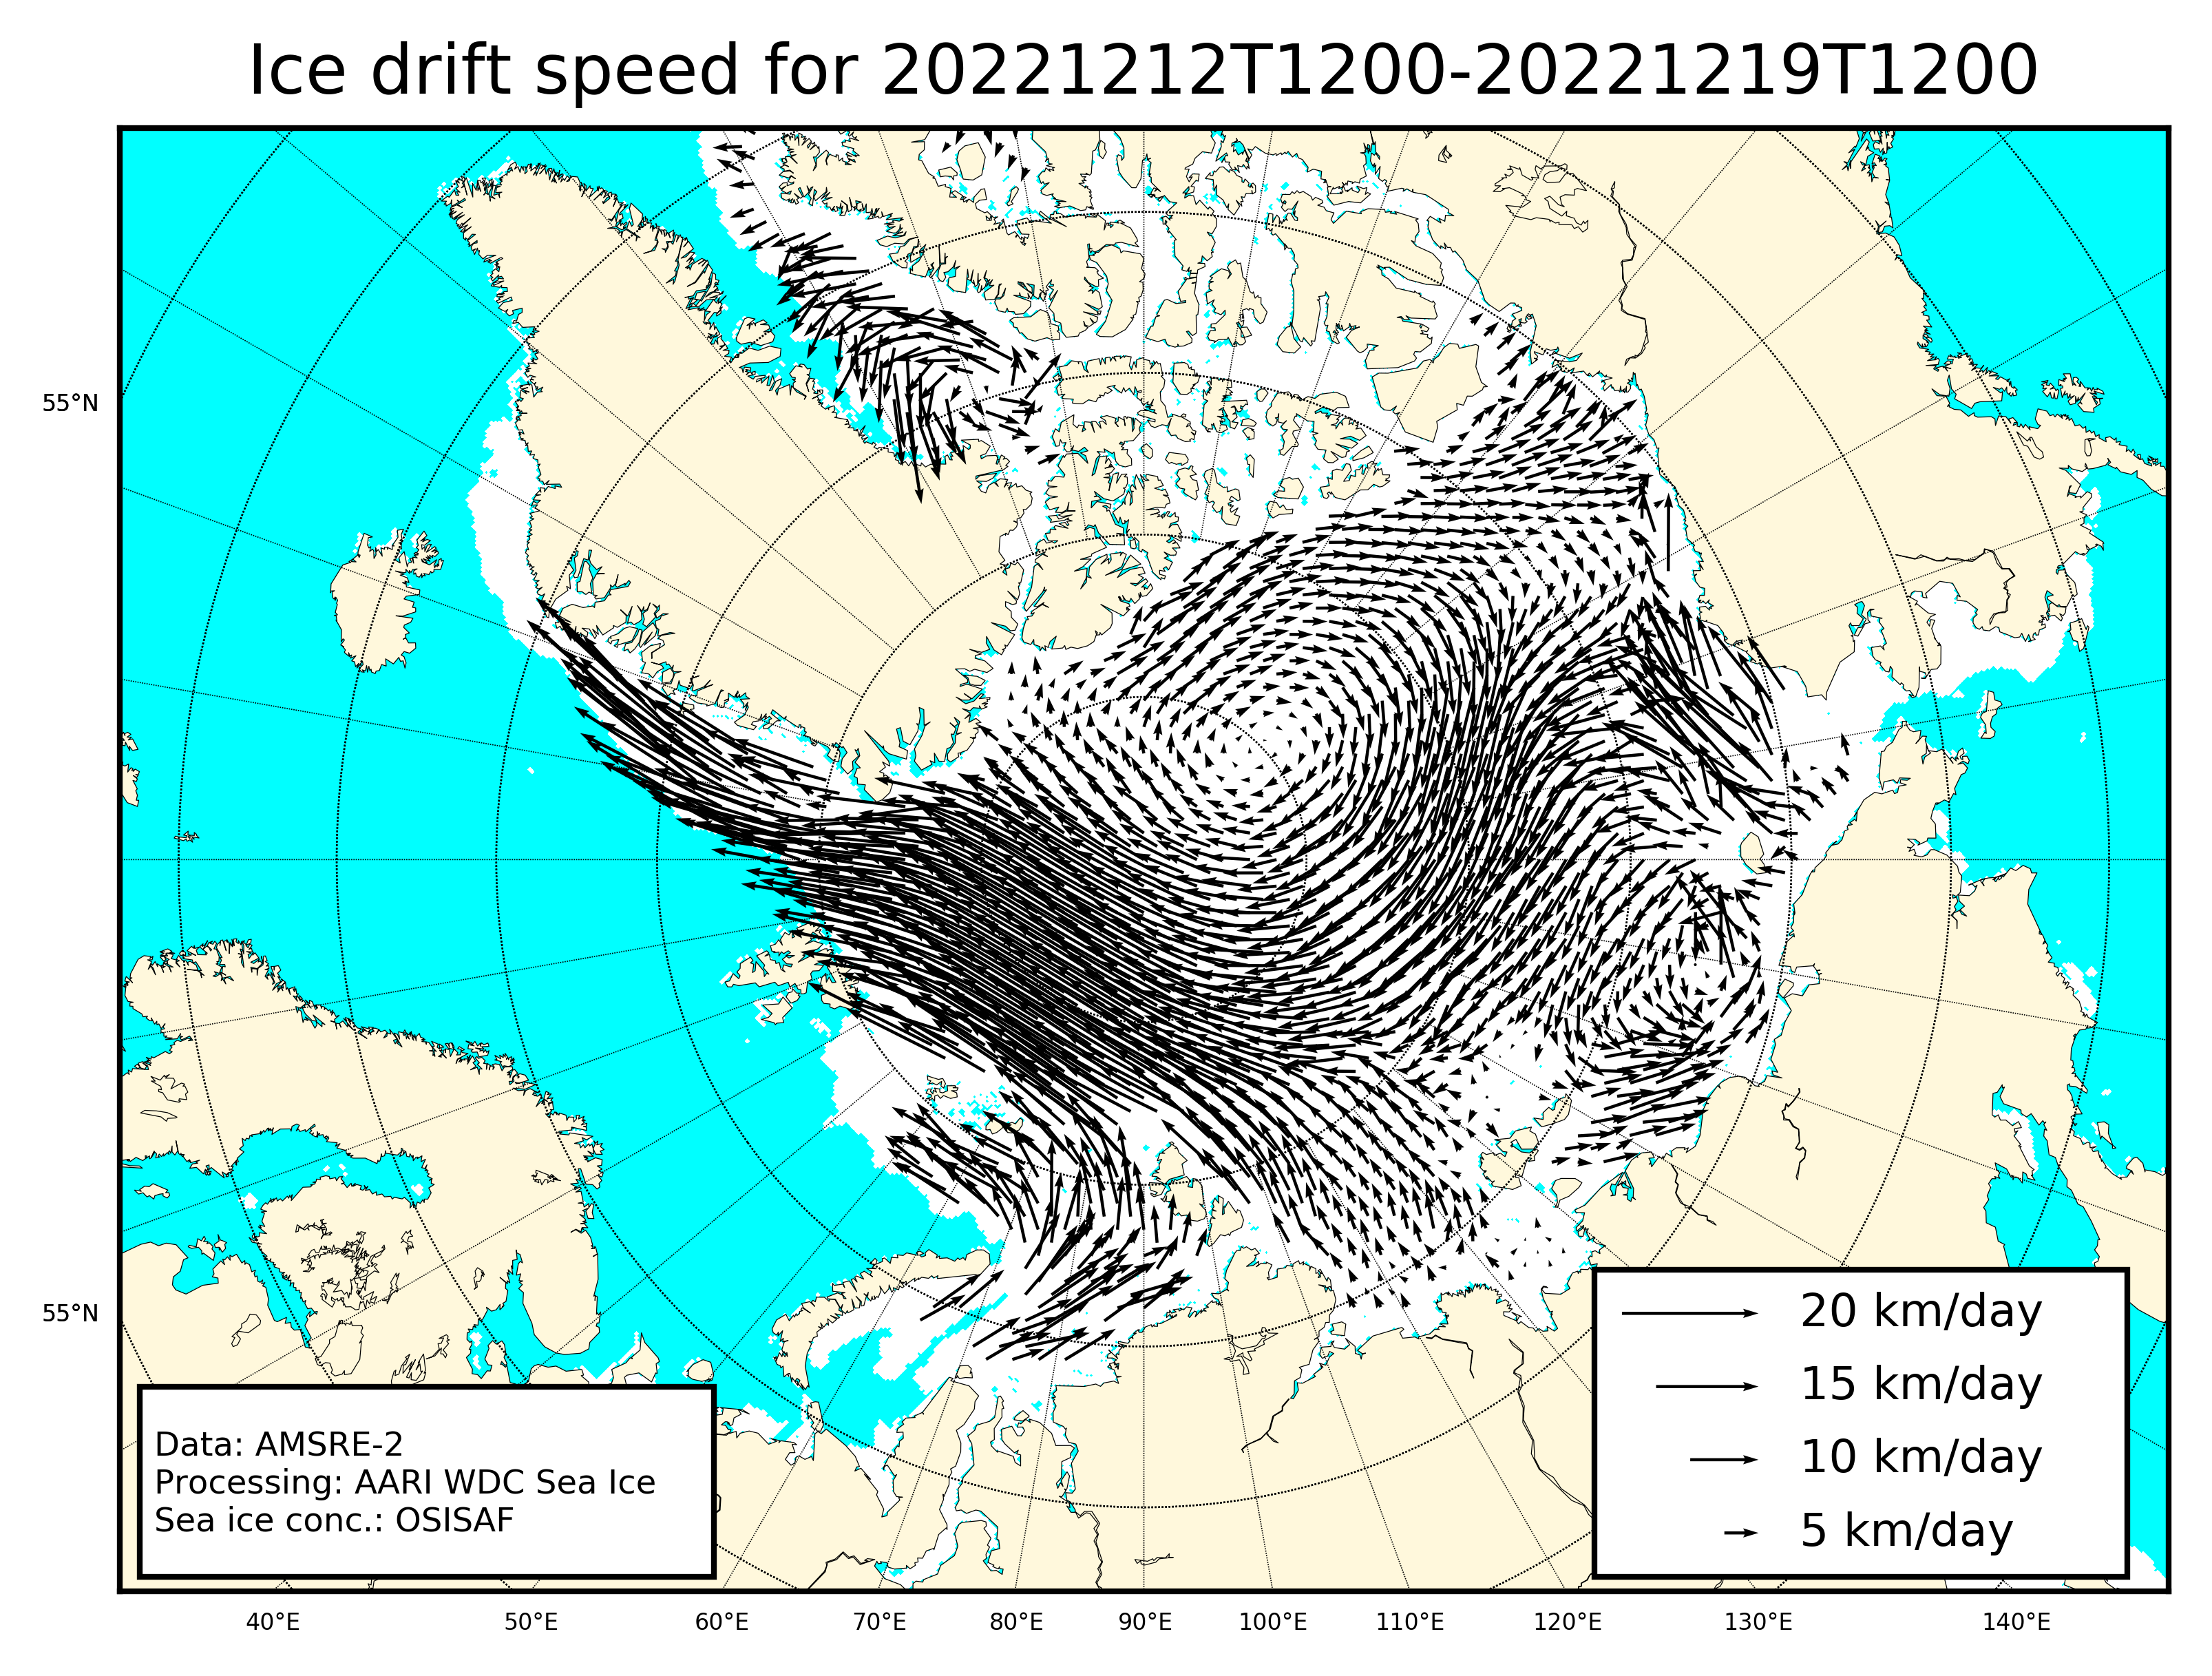 Ice drift speed for 20221212T1200-20221219T1200
55°N
55°N
20 km/day
15 km/day
10 km/day
5 km/day
Data: AMSRE-2
Processing: AARI WDC Sea Ice
Sea ice conc.: OSISAF
40°E 50°E 60°E 70°E 80°E 90°E 100°E 110°E 120°E 130°E 140°E